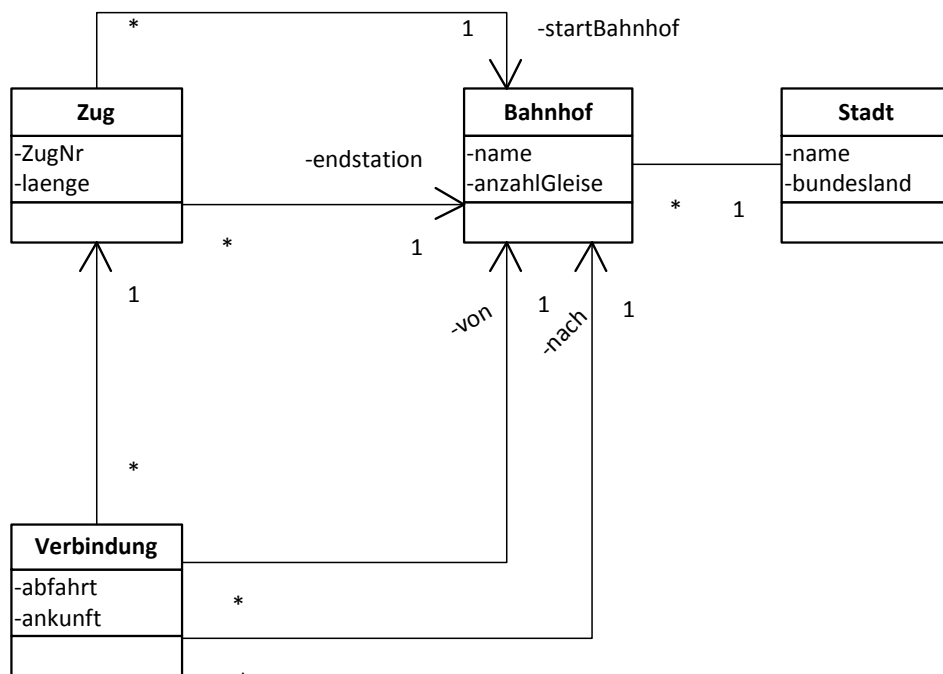 * 1 -startBahnhof
Zug
-ZugNr
-laenge
-endstation
* 1
Bahnhof
-name
-anzahlGleise
* 1
Stadt
-name
-bundesland
1
-von 1
-nach 1
*
Verbindung
-abfahrt
-ankunft
*